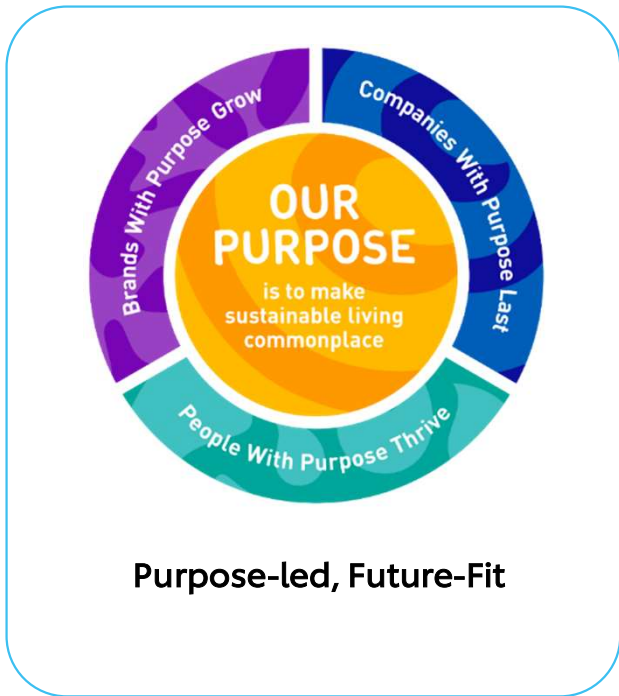 Brands With Purpose Grow
Companies With Purpose Last
OUR
PURPOSE
is to make
sustainable living
commonplace
People With Purpose Thrive
Purpose-led, Future-Fit